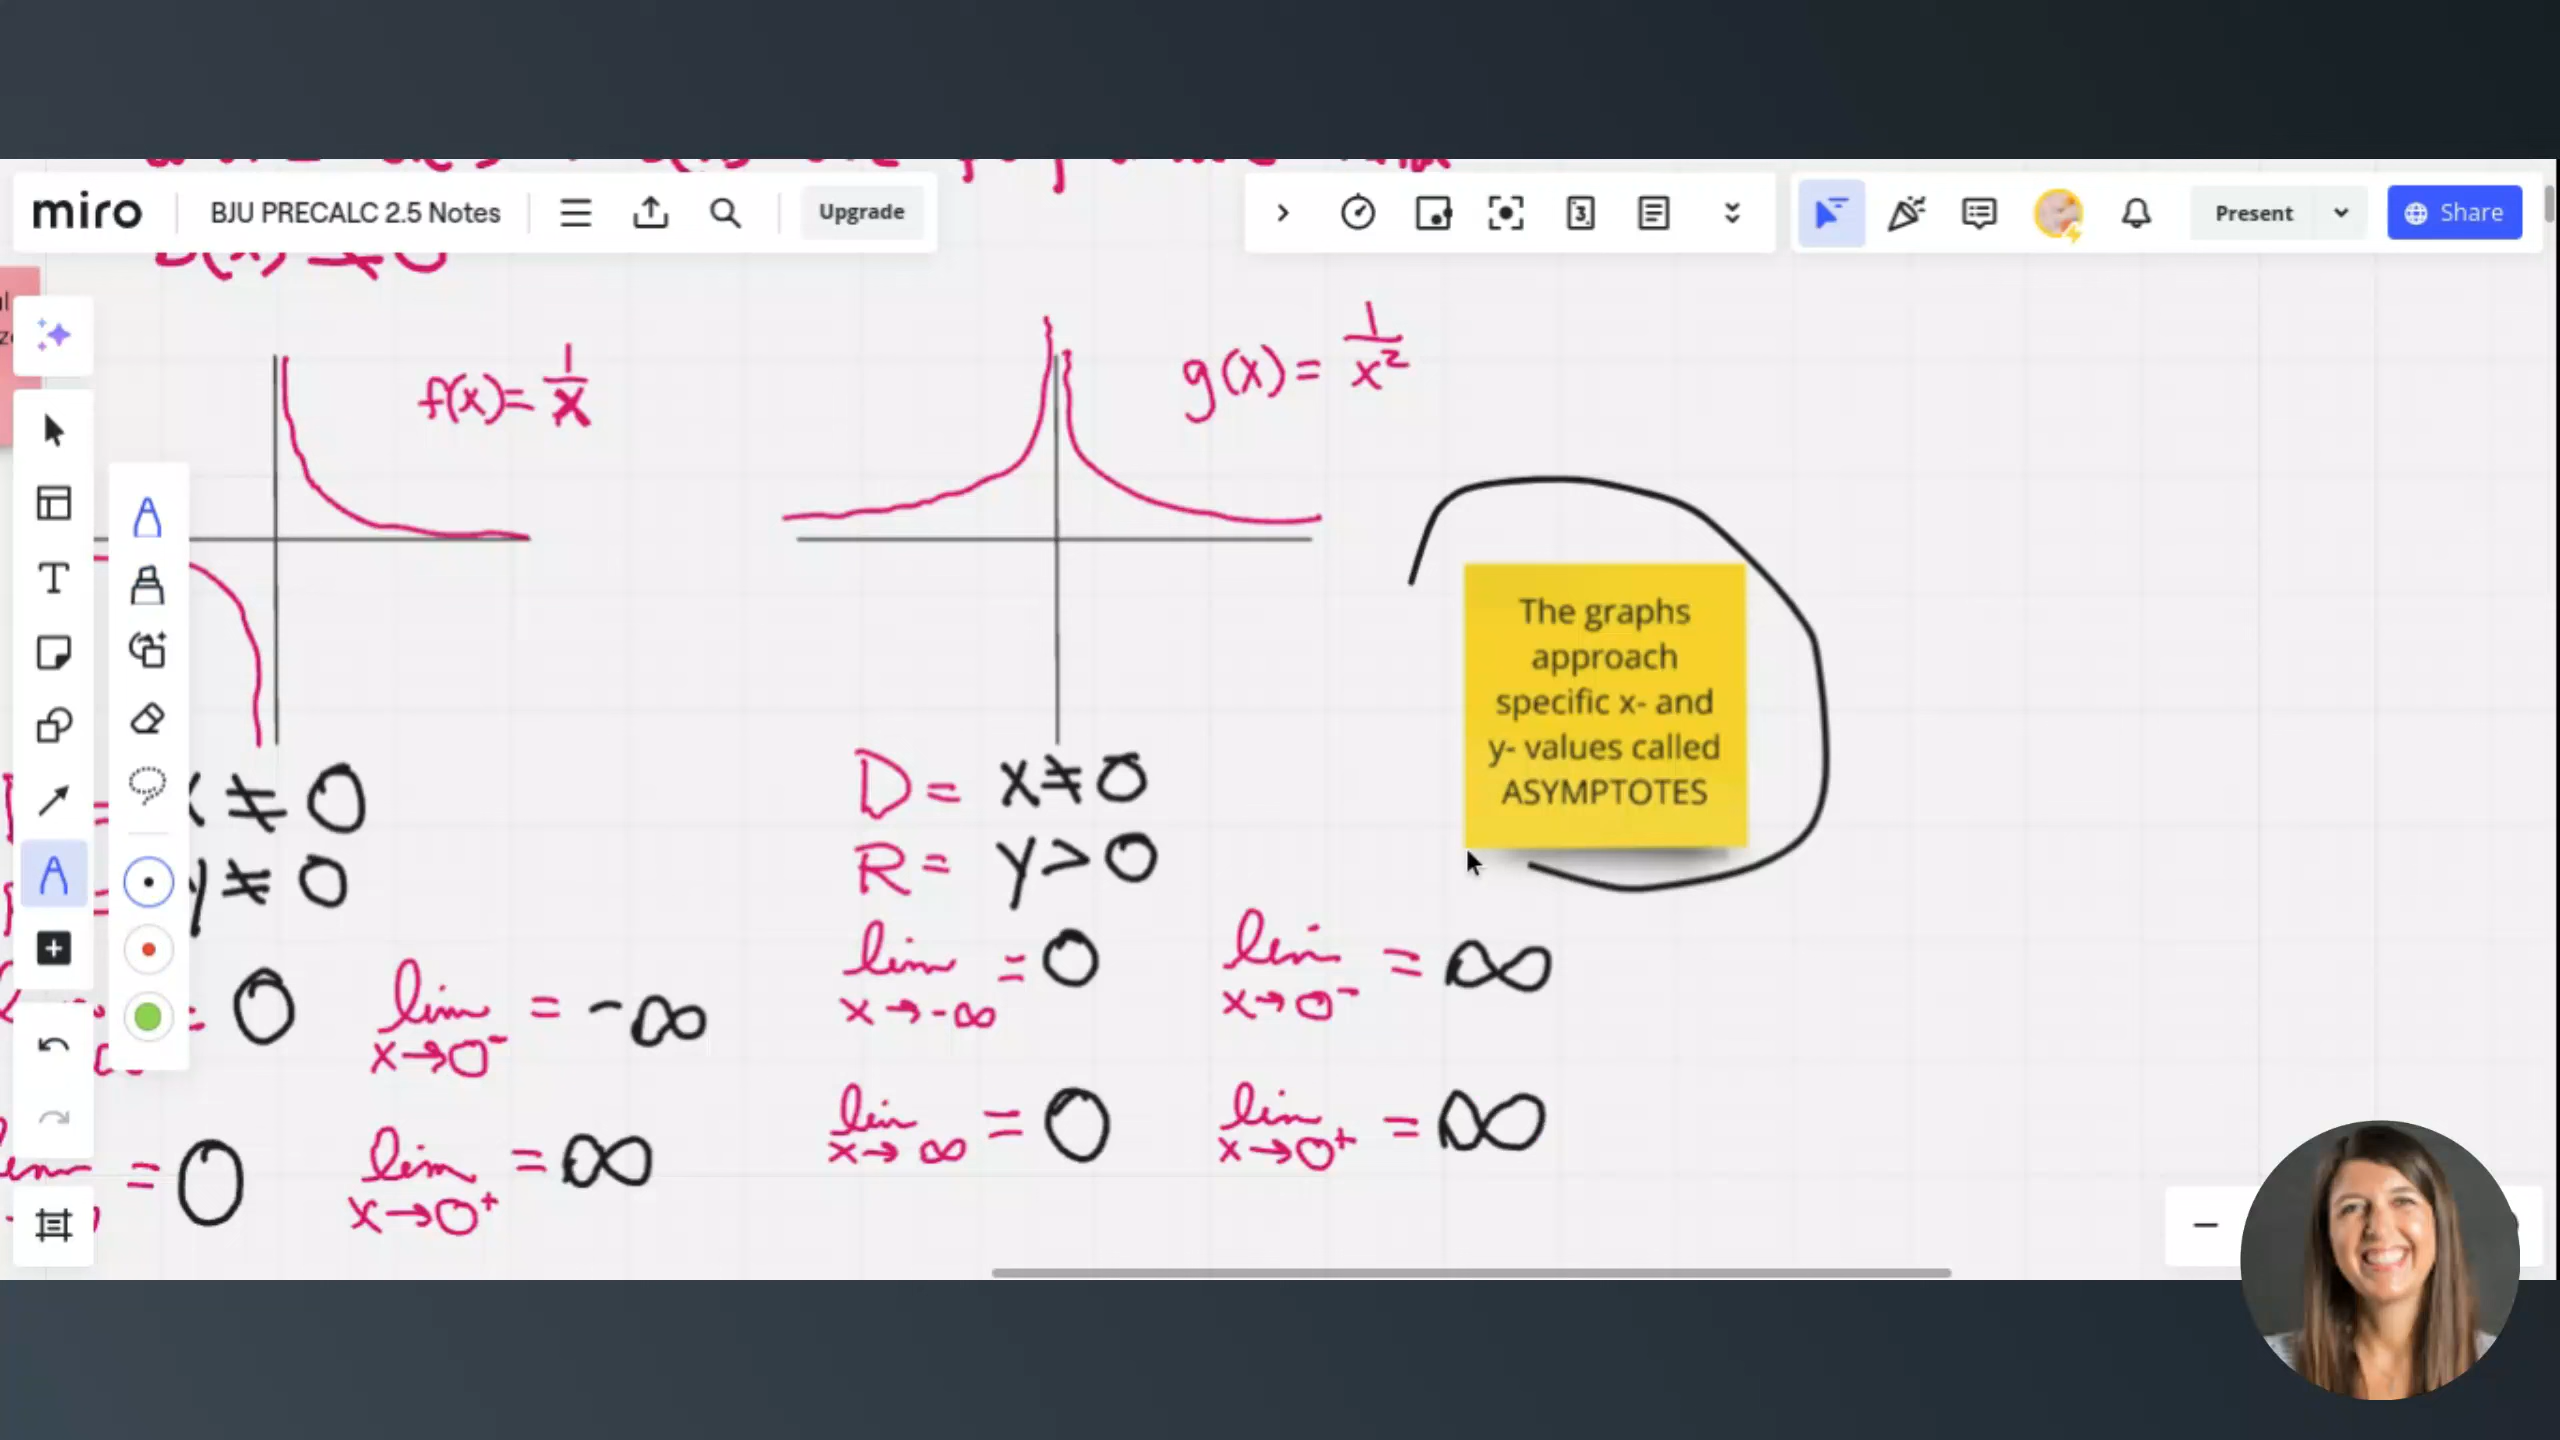 miro
BJU PRECALC 2.5 Notes
Upgrade
3
Present
Share
D(x) ≠ 0
f(x) = 1/x
g(x) = 1/x²
The graphs
approach
specific x- and
y- values called
ASYMPTOTES
T
x ≠ 0
y ≠ 0
D = x ≠ 0
R = y > 0
= 0
lim x→0⁻ = -∞
lim x→-∞ = 0
lim x→0⁻ = ∞
= 0
lim x→0⁺ = ∞
lim x→∞ = 0
lim x→0⁺ = ∞